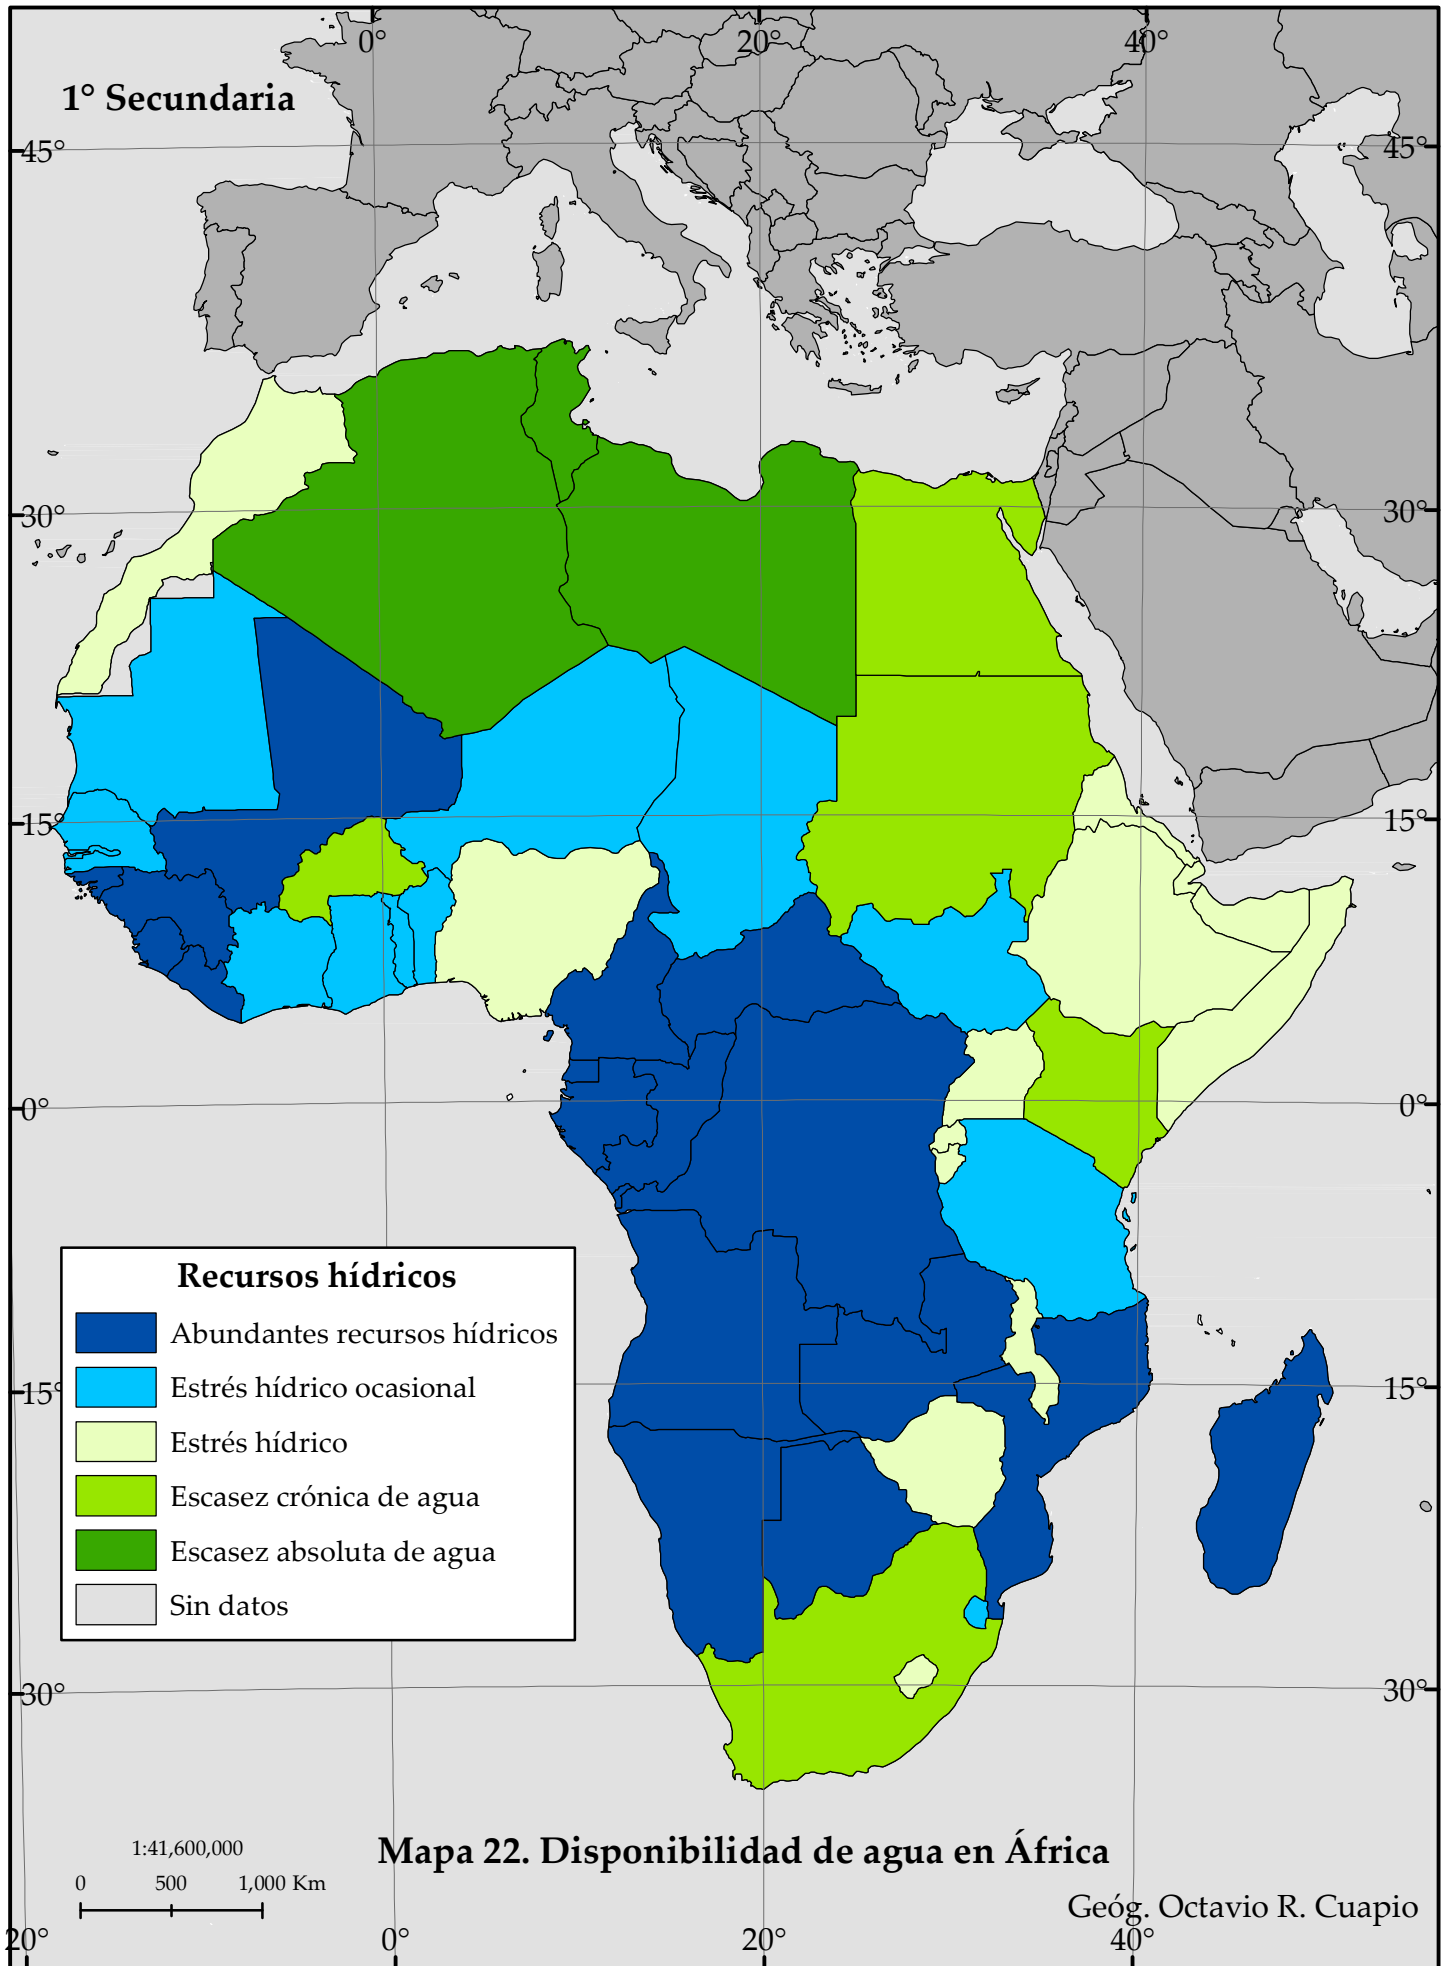 0° 20° 40°
1° Secundaria
45° 45°
30° 30°
15° 15°
0° 0°
Recursos hídricos
Abundantes recursos hídricos
Estrés hídrico ocasional
Estrés hídrico
Escasez crónica de agua
Escasez absoluta de agua
Sin datos
15° 15°
30° 30°
1:41,600,000
0 500 1,000 Km
Mapa 22. Disponibilidad de agua en África
Geóg. Octavio R. Cuapio
20° 0° 20° 40°